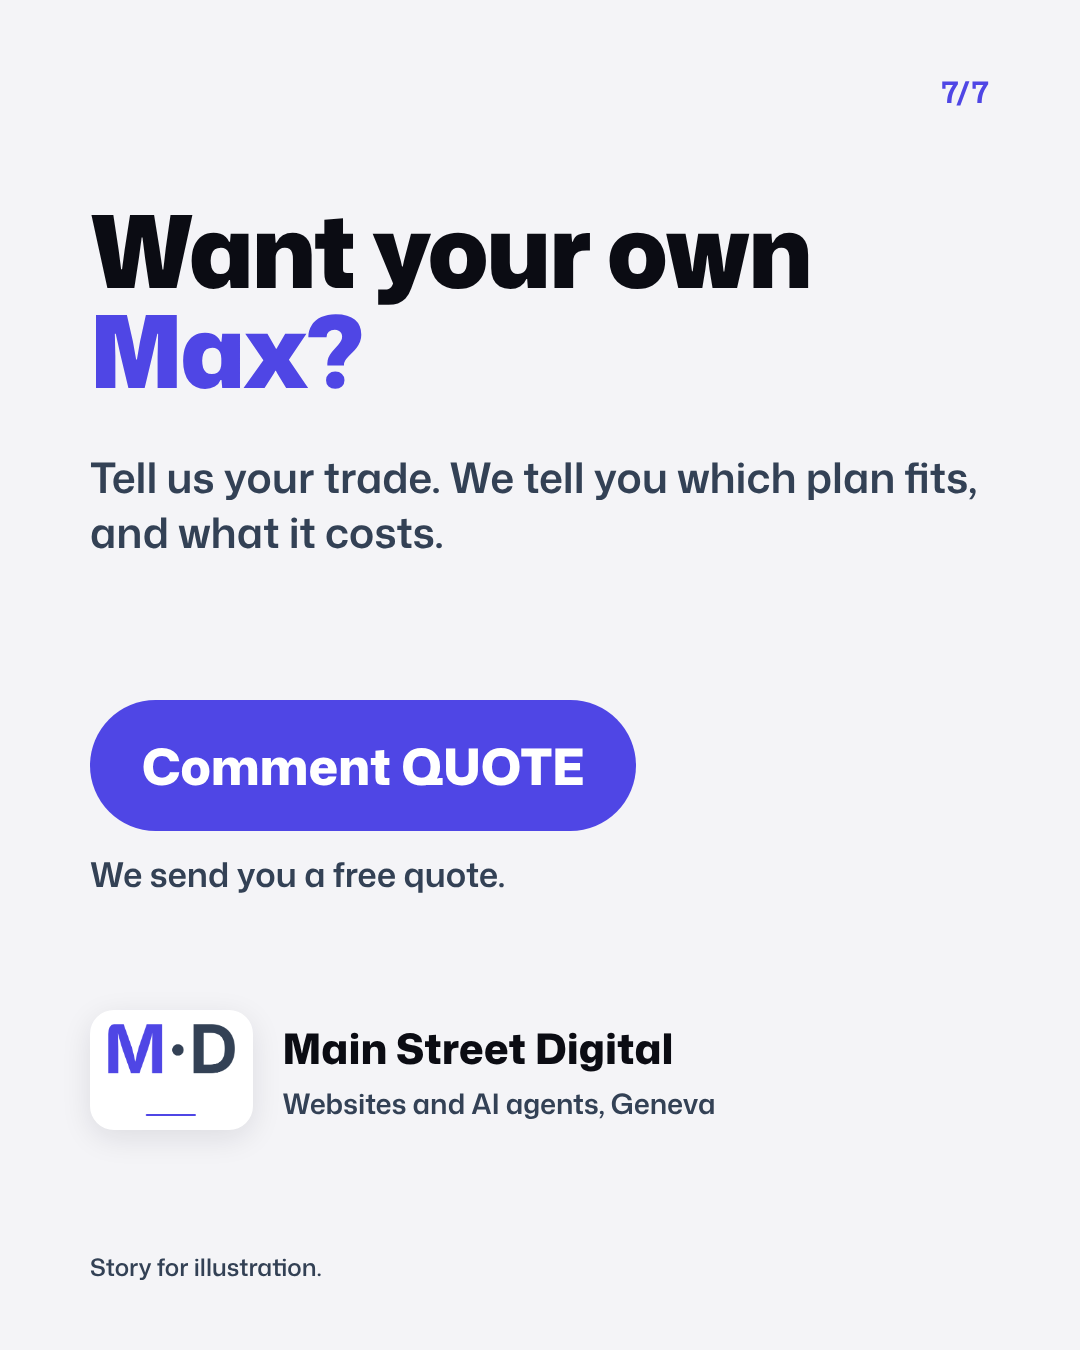 7/7
Want your own
Max?
Tell us your trade. We tell you which plan fits,
and what it costs.
Comment QUOTE
We send you a free quote.
M·D
Main Street Digital
Websites and AI agents, Geneva
Story for illustration.